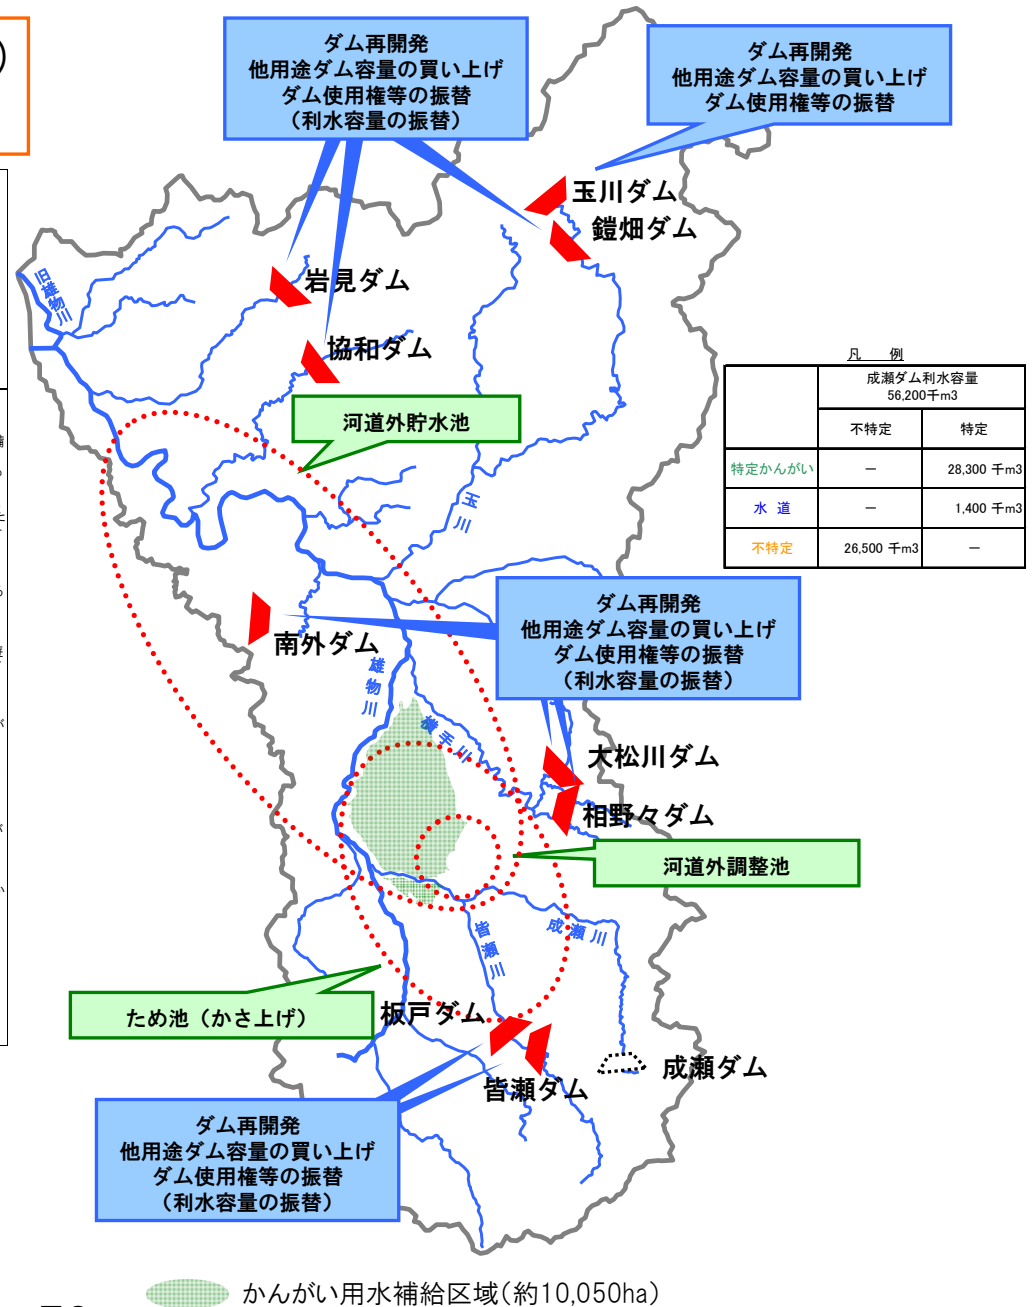 ダム再開発
他用途ダム容量の買い上げ
ダム使用権等の振替
（利水容量の振替）
ダム再開発
他用途ダム容量の買い上げ
ダム使用権等の振替
玉川ダム
鎧畑ダム
岩見ダム
旧雄物川
協和ダム
河道外貯水池
凡　例
成瀬ダム利水容量
56,200千m3
不特定　特定
特定かんがい　－　28,300 千m3
水 道　－　1,400 千m3
不特定　26,500 千m3　－
玉川
ダム再開発
他用途ダム容量の買い上げ
ダム使用権等の振替
（利水容量の振替）
南外ダム
雄物川
横手川
大松川ダム
相野々ダム
河道外調整池
皆瀬川
成瀬川
ため池（かさ上げ）
板戸ダム
皆瀬ダム
成瀬ダム
ダム再開発
他用途ダム容量の買い上げ
ダム使用権等の振替
（利水容量の振替）
かんがい用水補給区域（約10,050ha）